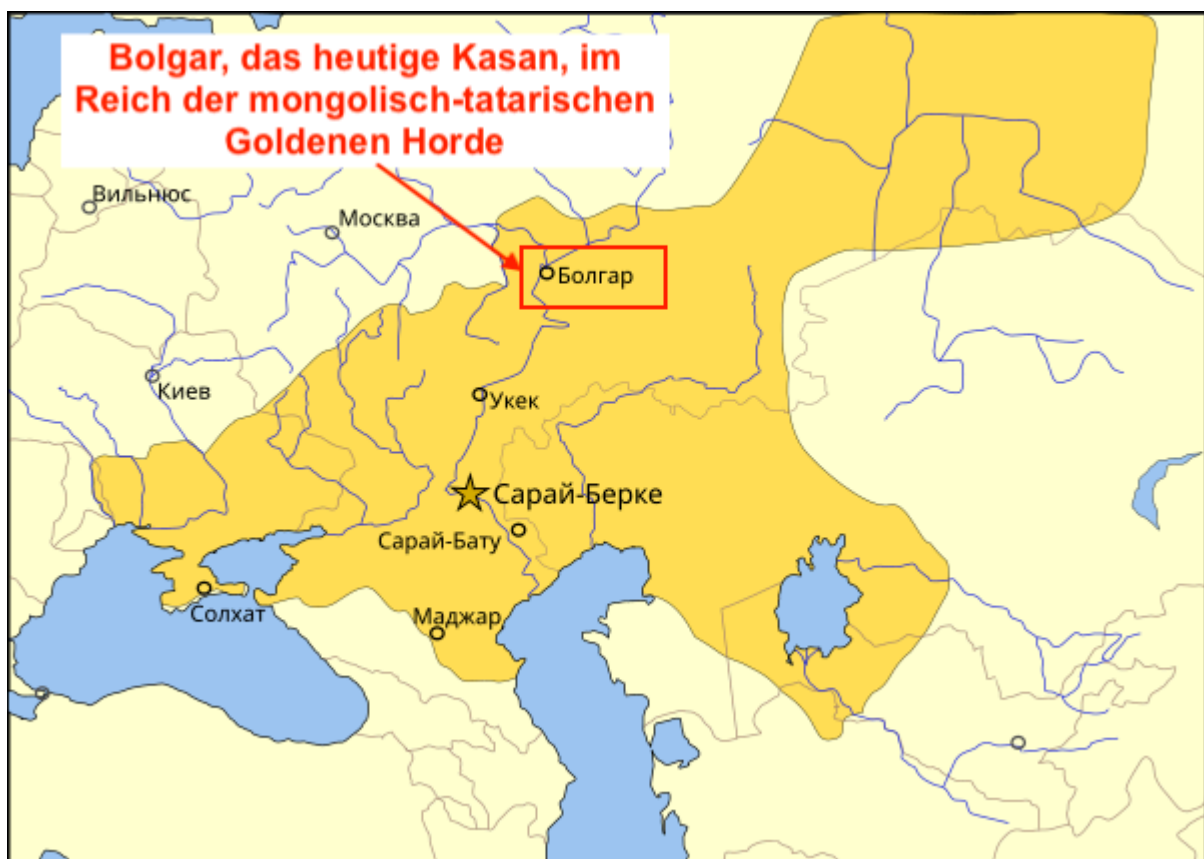 Bolgar, das heutige Kasan, im
Reich der mongolisch-tatarischen
Goldenen Horde
Вильнюс
Москва
Болгар
Киев
Укек
Сарай-Берке
Сарай-Бату
Солхат
Маджар